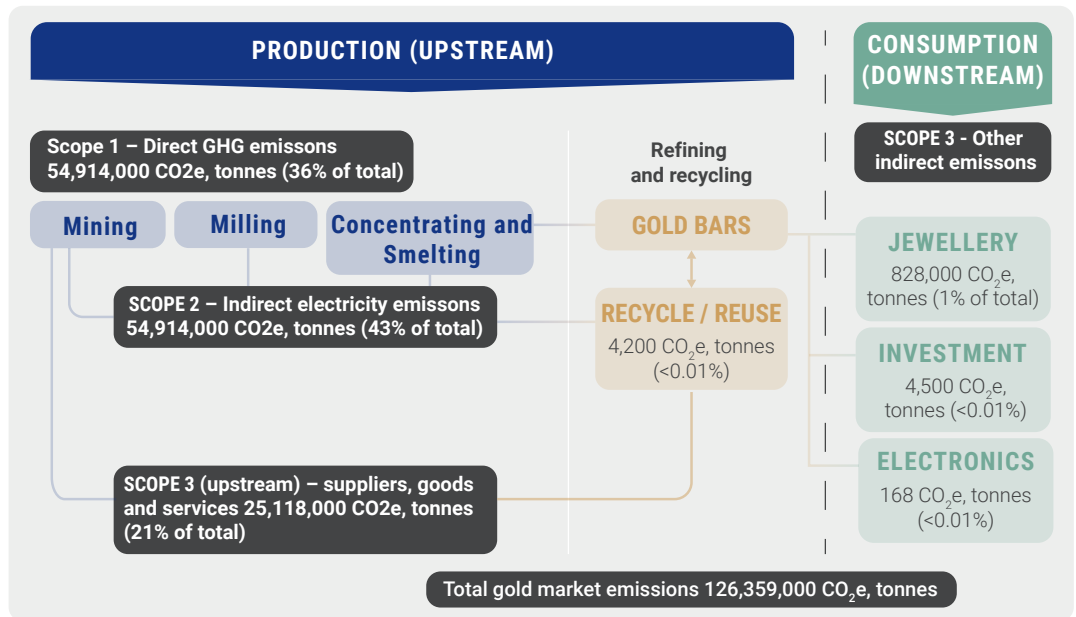 PRODUCTION (UPSTREAM)
CONSUMPTION
(DOWNSTREAM)
Scope 1 – Direct GHG emissons
54,914,000 CO2e, tonnes (36% of total)
Refining
and recycling
SCOPE 3 - Other
indirect emissons
Mining
Milling
Concentrating and
Smelting
GOLD BARS
JEWELLERY
828,000 CO₂e,
tonnes (1% of total)
SCOPE 2 – Indirect electricity emissons
54,914,000 CO2e, tonnes (43% of total)
RECYCLE / REUSE
4,200 CO₂e, tonnes
(<0.01%)
INVESTMENT
4,500 CO₂e,
tonnes (<0.01%)
SCOPE 3 (upstream) – suppliers, goods
and services 25,118,000 CO2e, tonnes
(21% of total)
ELECTRONICS
168 CO₂e, tonnes
(<0.01%)
Total gold market emissions 126,359,000 CO₂e, tonnes